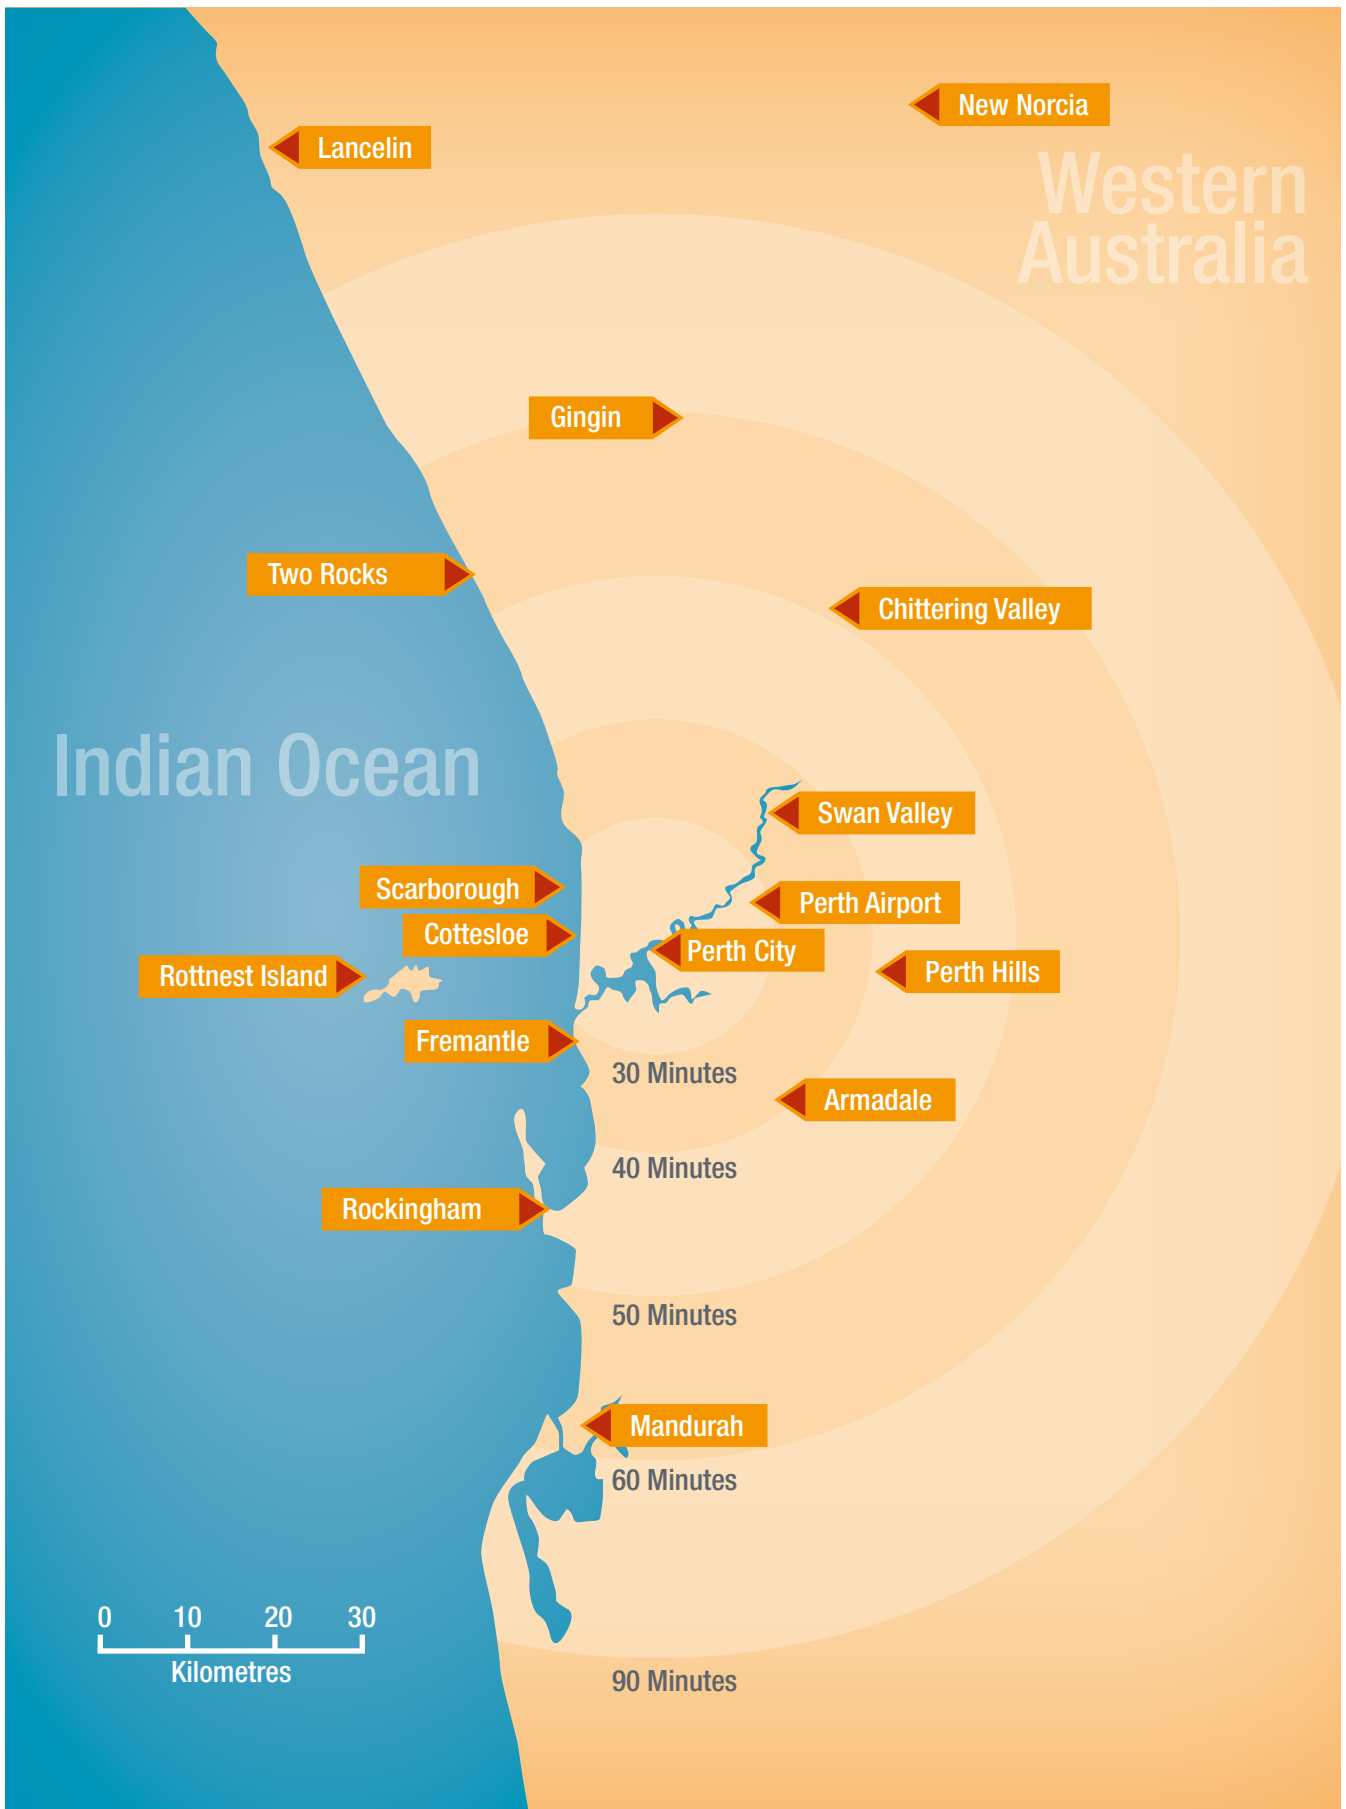 New Norcia
Lancelin
Western
Australia
Gingin
Two Rocks
Chittering Valley
Indian Ocean
Swan Valley
Scarborough
Perth Airport
Cottesloe
Perth City
Rottnest Island
Perth Hills
Fremantle
30 Minutes
Armadale
40 Minutes
Rockingham
50 Minutes
Mandurah
60 Minutes
0 10 20 30
Kilometres
90 Minutes